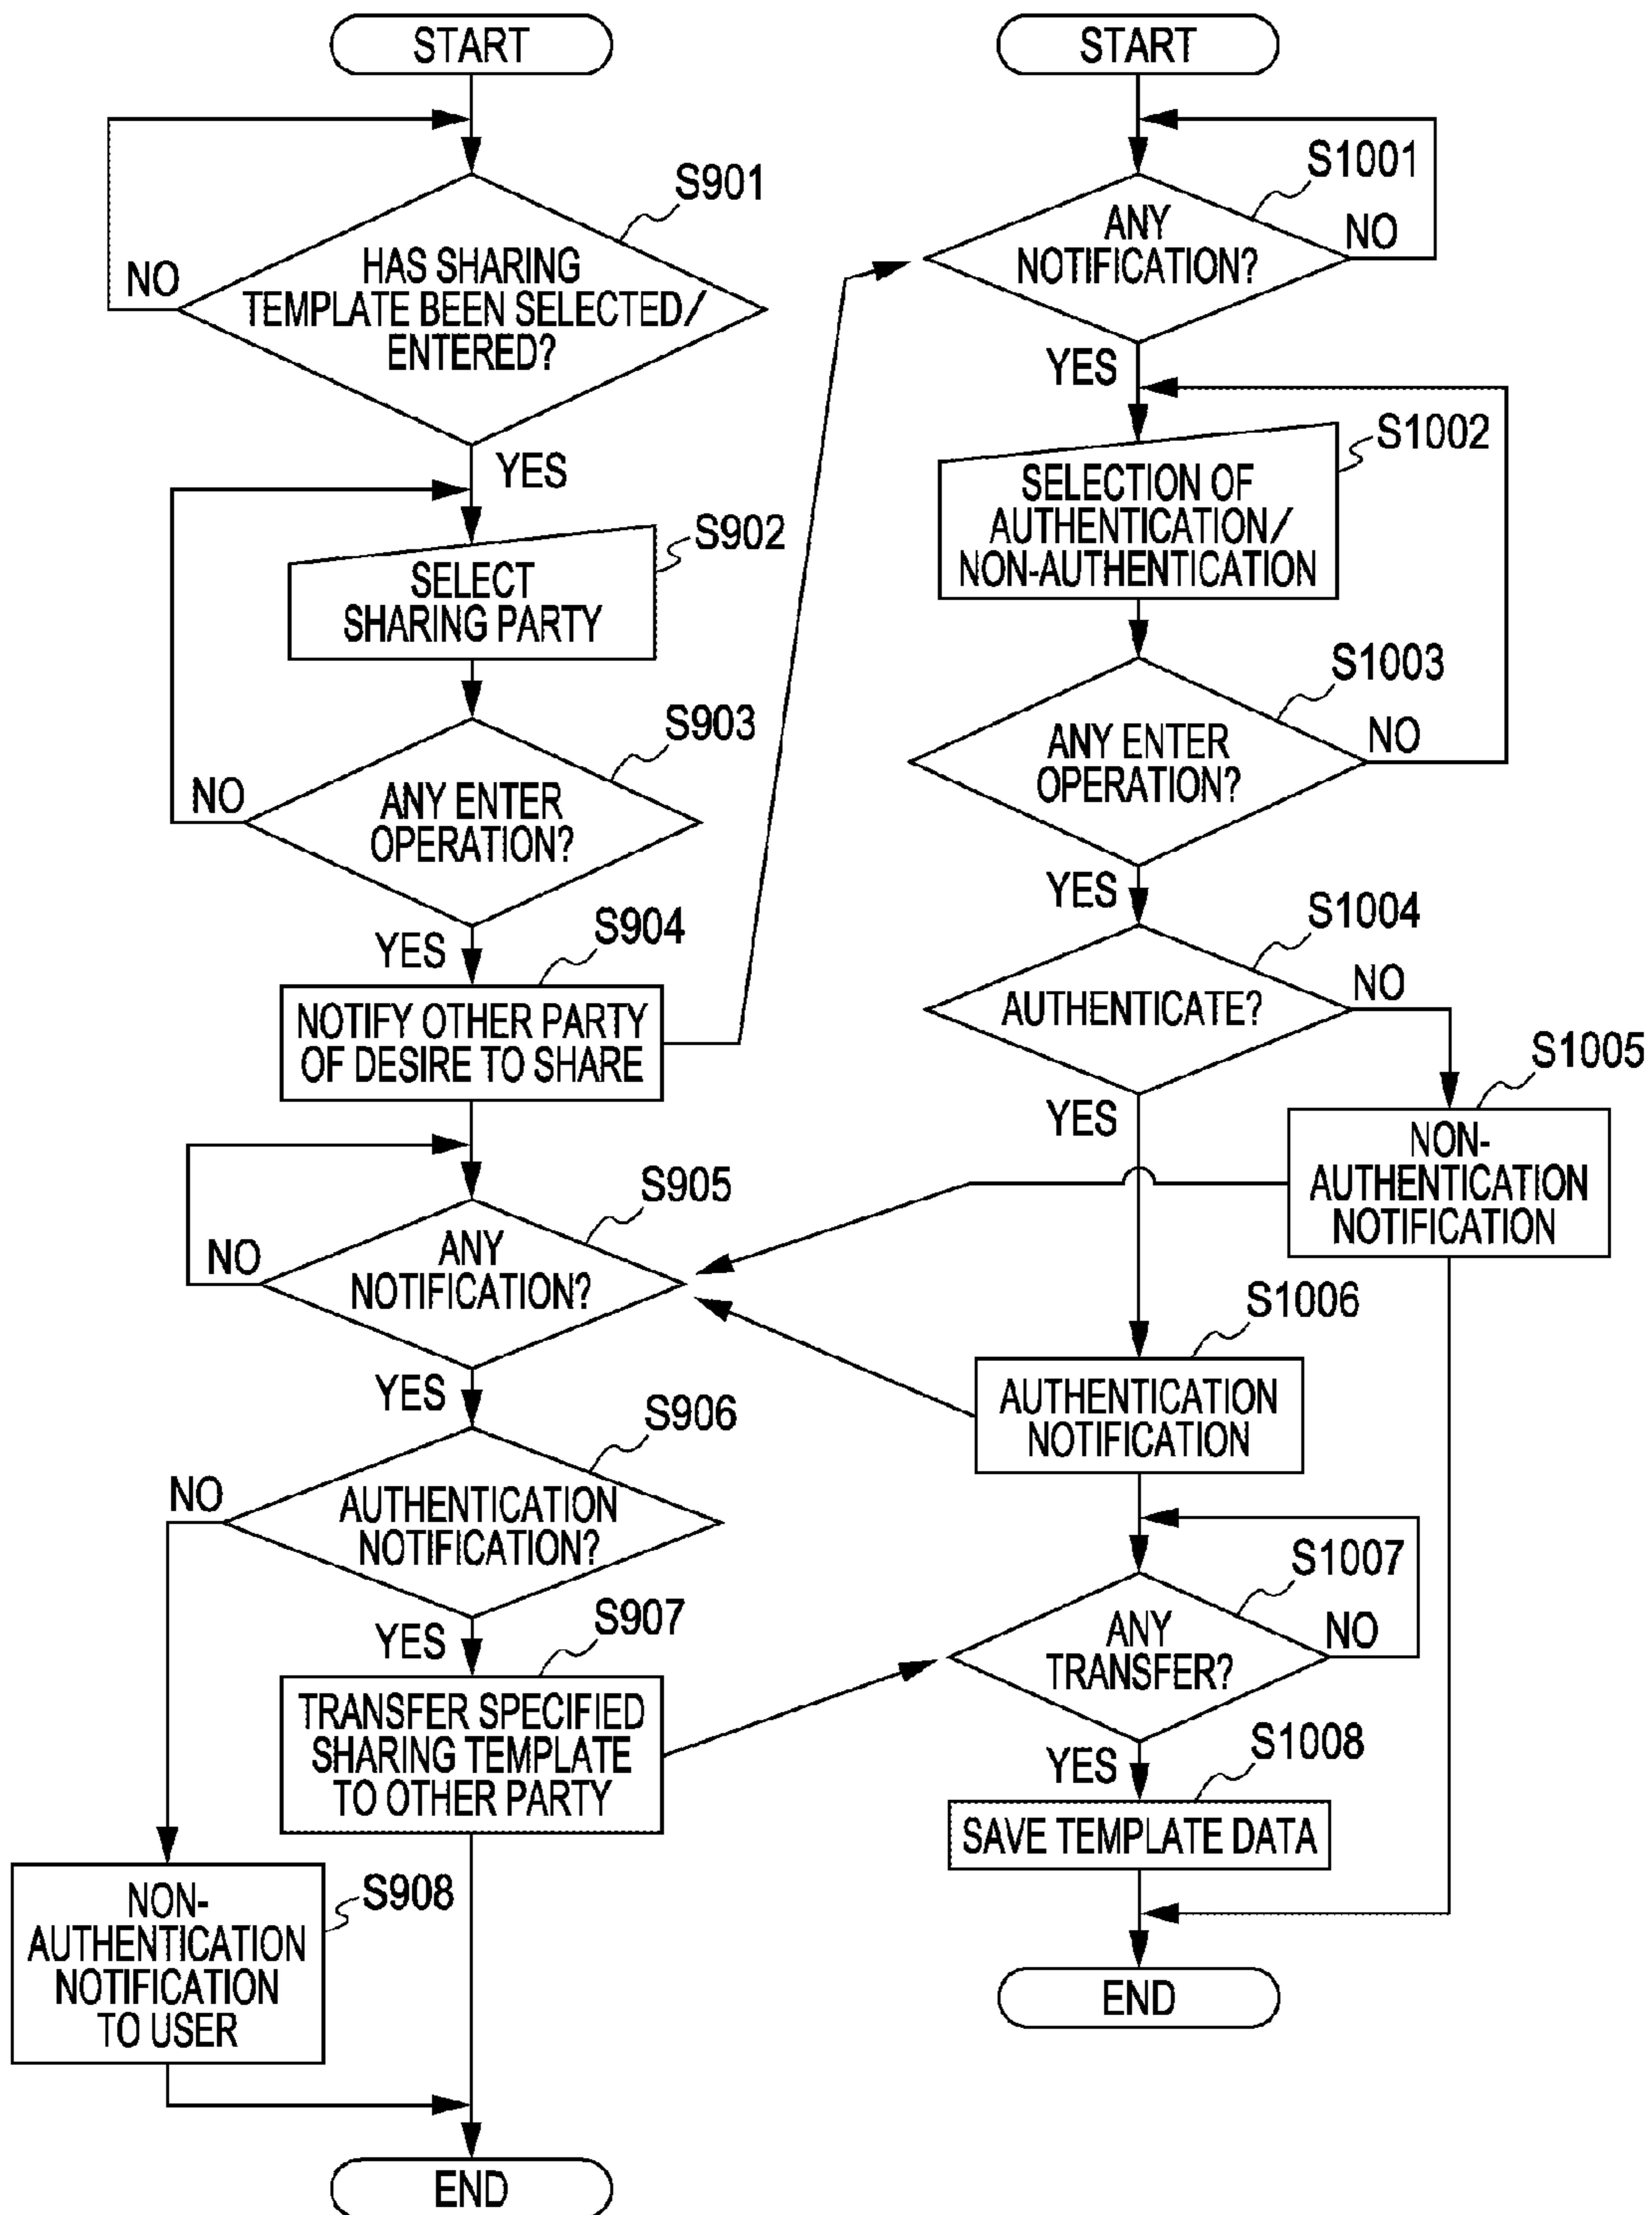 START
S901
HAS SHARING
TEMPLATE BEEN SELECTED/
ENTERED?
NO
YES
S902
SELECT
SHARING PARTY
S903
ANY ENTER
OPERATION?
NO
YES
S904
NOTIFY OTHER PARTY
OF DESIRE TO SHARE
S905
ANY
NOTIFICATION?
NO
YES
S906
AUTHENTICATION
NOTIFICATION?
NO
YES
S907
TRANSFER SPECIFIED
SHARING TEMPLATE
TO OTHER PARTY
S908
NON-
AUTHENTICATION
NOTIFICATION
TO USER
END
START
S1001
ANY
NOTIFICATION?
NO
YES
S1002
SELECTION OF
AUTHENTICATION/
NON-AUTHENTICATION
S1003
ANY ENTER
OPERATION?
NO
YES
S1004
AUTHENTICATE?
NO
YES
S1005
NON-
AUTHENTICATION
NOTIFICATION
S1006
AUTHENTICATION
NOTIFICATION
S1007
ANY
TRANSFER?
NO
YES
S1008
SAVE TEMPLATE DATA
END